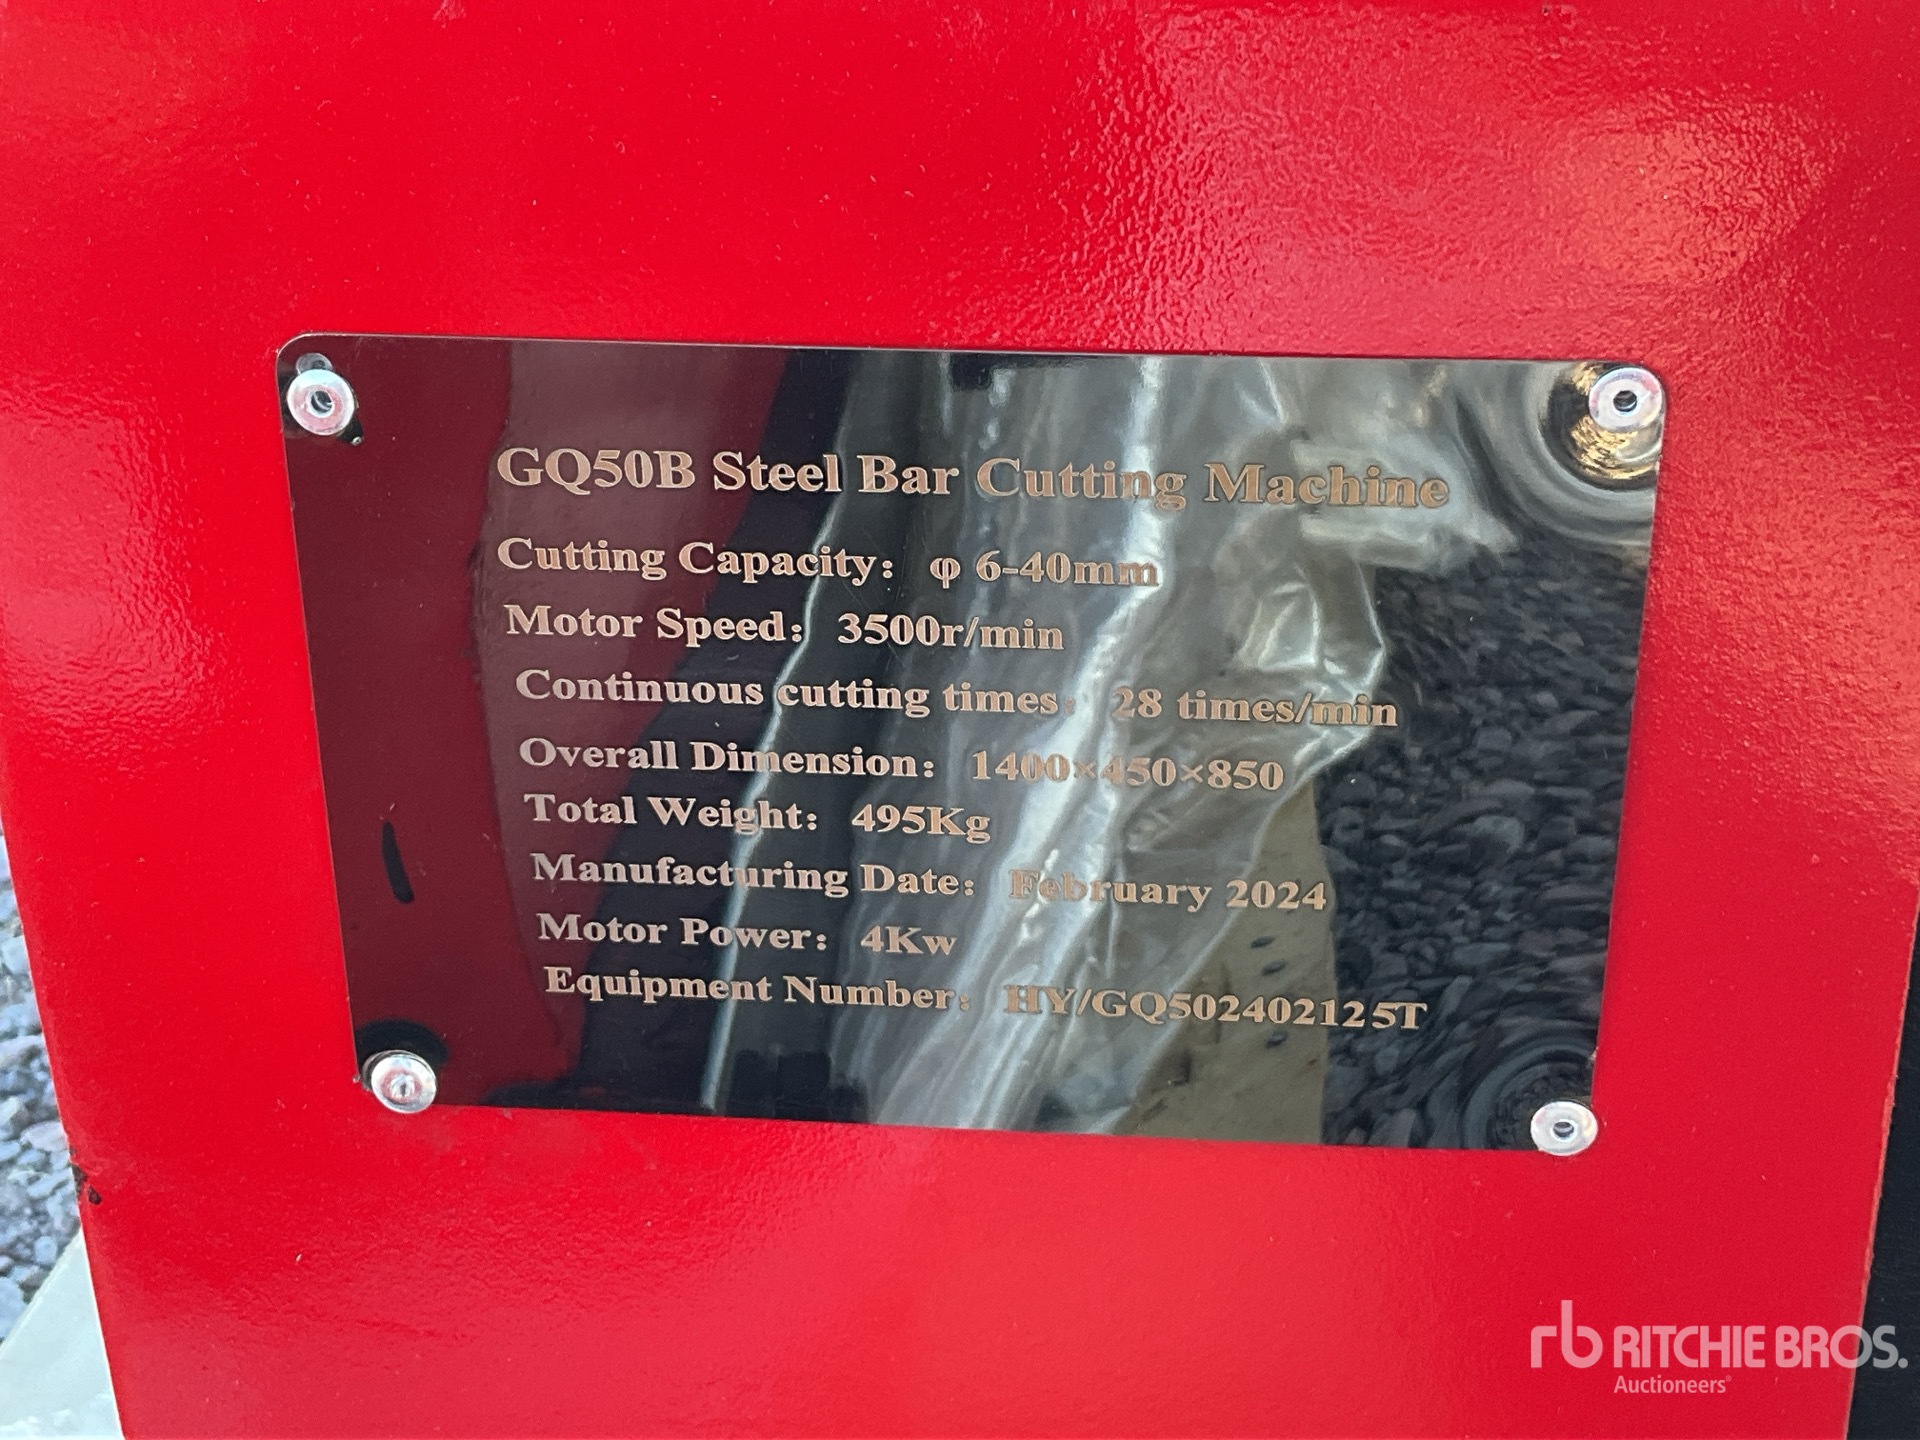 GQ50B Steel Bar Cutting Machine
Cutting Capacity： φ 6-40mm
Motor Speed： 3500r/min
Continuous cutting times： 28 times/min
Overall Dimension： 1400×450×850
Total Weight： 495Kg
Manufacturing Date： February 2024
Motor Power： 4Kw
Equipment Number： HY/GQ502402125T
rb RITCHIE BROS.
Auctioneers®